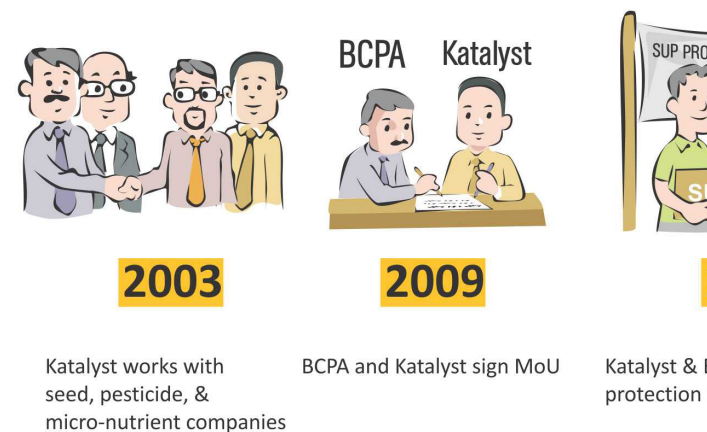 BCPA Katalyst
SUP PRO
2003
2009
Katalyst works with
seed, pesticide, &
micro-nutrient companies
BCPA and Katalyst sign MoU
Katalyst &
protection